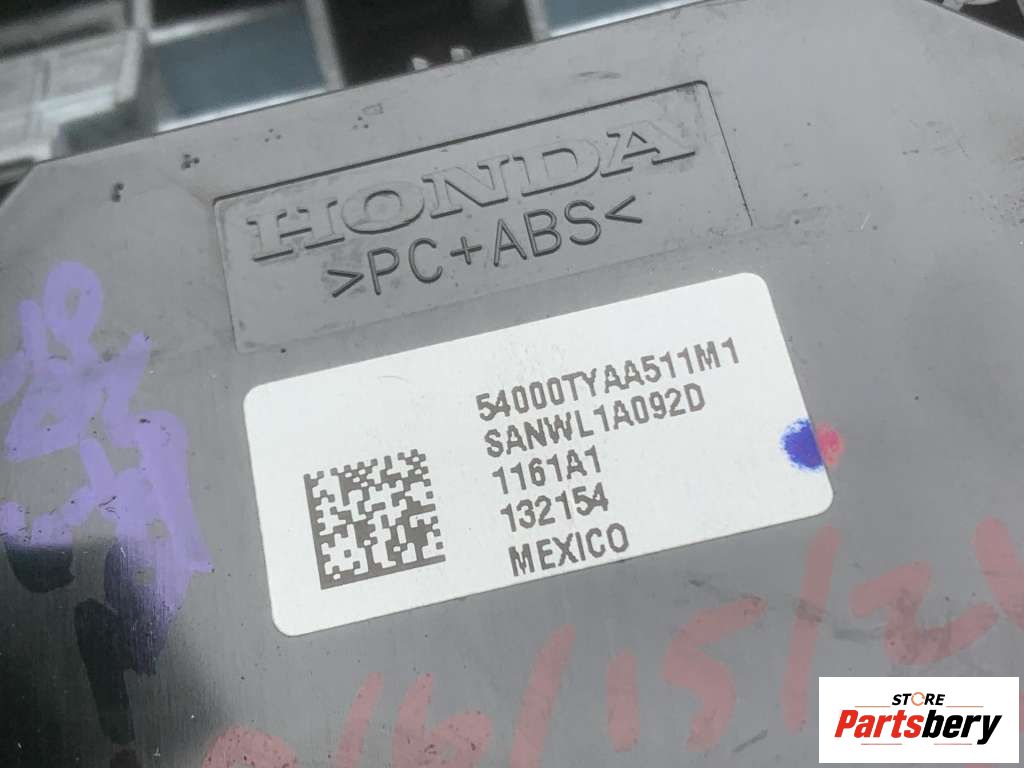 HONDA
>PC+ABS<
54000TYAA511M1
SANWL1A092D
1161A1
132154
MEXICO
STORE
Partsbery